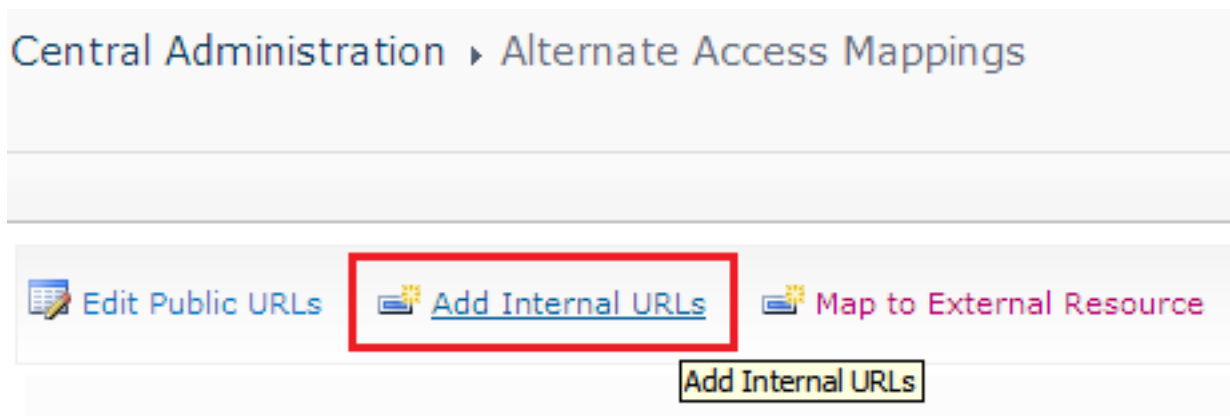 Central Administration ▸ Alternate Access Mappings
Edit Public URLs Add Internal URLs Map to External Resource
Add Internal URLs